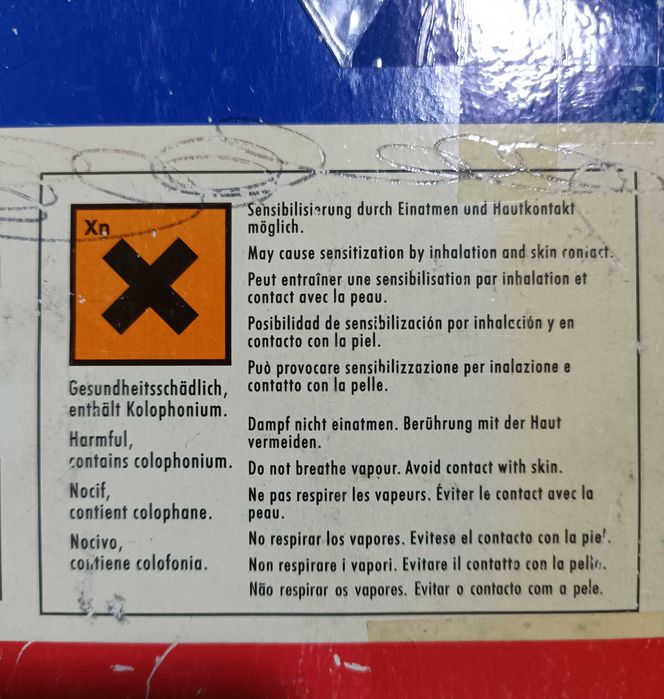 Xn
Gesundheitsschädlich,
enthält Kolophonium.
Harmful,
contains colophonium.
Nocif,
contient colophane.
Nocivo,
contiene colofonia.
Sensibilisierung durch Einatmen und Hautkontakt
möglich.
May cause sensitization by inhalation and skin contact.
Peut entraîner une sensibilisation par inhalation et
contact avec la peau.
Posibilidad de sensibilización por inhalación y en
contacto con la piel.
Può provocare sensibilizzazione per inalazione e
contatto con la pelle.
Dampf nicht einatmen. Berührung mit der Haut
vermeiden.
Do not breathe vapour. Avoid contact with skin.
Ne pas respirer les vapeurs. Éviter le contact avec la
peau.
No respirar los vapores. Evitese el contacto con la piel.
Non respirare i vapori. Evitare il contatto con la pelle.
Não respirar os vapores. Evitar o contacto com a pele.